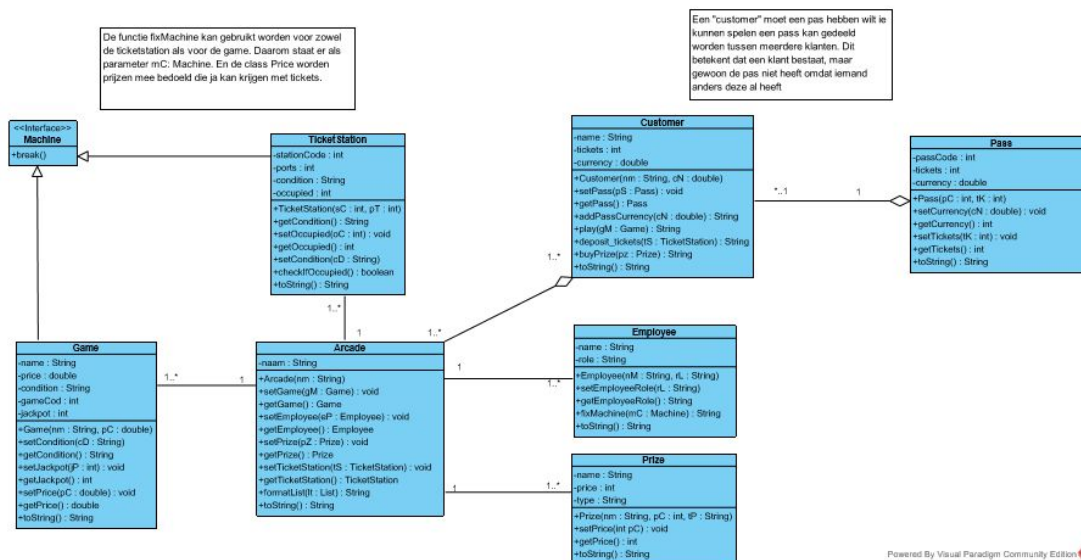 De functie fixMachine kan gebruikt worden voor zowel
de ticketstation als voor de game. Daarom staat er als
parameter mC: Machine. En de class Price worden
prijzen mee bedoeld die ja kan krijgen met tickets.
Een "customer" moet een pas hebben wilt ie
kunnen spelen een pass kan gedeeld
worden tussen meerdere klanten. Dit
betekent dat een klant bestaat, maar
gewoon de pas niet heeft omdat iemand
anders deze al heeft
<<Interface>>
Machine
+break()
TicketStation
-stationCode : int
-ports : int
-condition : String
-occupied : int
+TicketStation(sC : int, pT : int)
+getCondition() : String
+setOccupied(oC : int) : void
+getOccupied() : int
+setCondition(cD : String)
+checkIfOccupied() : boolean
+toString() : String
Customer
-name : String
-tickets : int
-currency : double
+Customer(nm : String, cN : double)
+setPass(pS : Pass) : void
+getPass() : Pass
+addPassCurrency(cN : double) : String
+play(gM : Game) : String
+deposit_tickets(tS : TicketStation) : String
+buyPrize(pz : Prize) : String
+toString() : String
*..1
1
Pass
-passCode : int
-tickets : int
-currency : double
+Pass(pC : int, tK : int)
+setCurrency(cN : double) : void
+getCurrency() : int
+setTickets(tK : int) : void
+getTickets() : int
+toString() : String
1..*
1
1..*
1..*
Game
-name : String
-price : double
-condition : String
-gameCod : int
-jackpot : int
+Game(nm : String, pC : double)
+setCondition(cD : String)
+getCondition() : String
+setJackpot(jP : int) : void
+getJackpot() : int
+setPrice(pC : double) : void
+getPrice() : double
+toString() : String
1..*
1
Arcade
-naam : String
+Arcade(nm : String)
+setGame(gM : Game) : void
+getGame() : Game
+setEmployee(eP : Employee) : void
+getEmployee() : Employee
+setPrize(pZ : Prize) : void
+getPrize() : Prize
+setTicketStation(tS : TicketStation) : void
+getTicketStation() : TicketStation
+formatList(lt : List) : String
+toString() : String
1
1..*
Employee
-name : String
-role : String
+Employee(nM : String, rL : String)
+setEmployeeRole(rL : String)
+getEmployeeRole() : String
+fixMachine(mC : Machine) : String
+toString() : String
1
1..*
Prize
-name : String
-price : int
-type : String
+Prize(nm : String, pC : int, tP : String)
+setPrice(int pC) : void
+getPrice() : int
+toString() : String
Powered By Visual Paradigm Community Edition